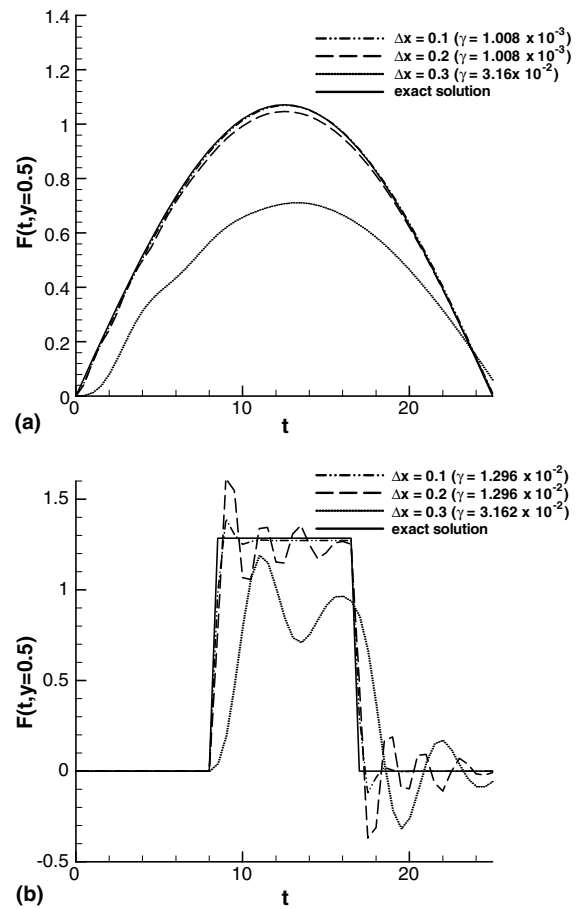 Δx = 0.1 (γ = 1.008 x 10⁻³)
Δx = 0.2 (γ = 1.008 x 10⁻³)
Δx = 0.3 (γ = 3.16x 10⁻²)
exact solution
1.4
1.2
1
0.8
0.6
0.4
0.2
0
F(t,y=0.5)
0
10
20
t
(a)
Δx = 0.1 (γ = 1.296 x 10⁻²)
Δx = 0.2 (γ = 1.296 x 10⁻²)
Δx = 0.3 (γ = 3.162 x 10⁻²)
exact solution
1.5
1
0.5
0
-0.5
F(t,y=0.5)
10
20
t
(b)